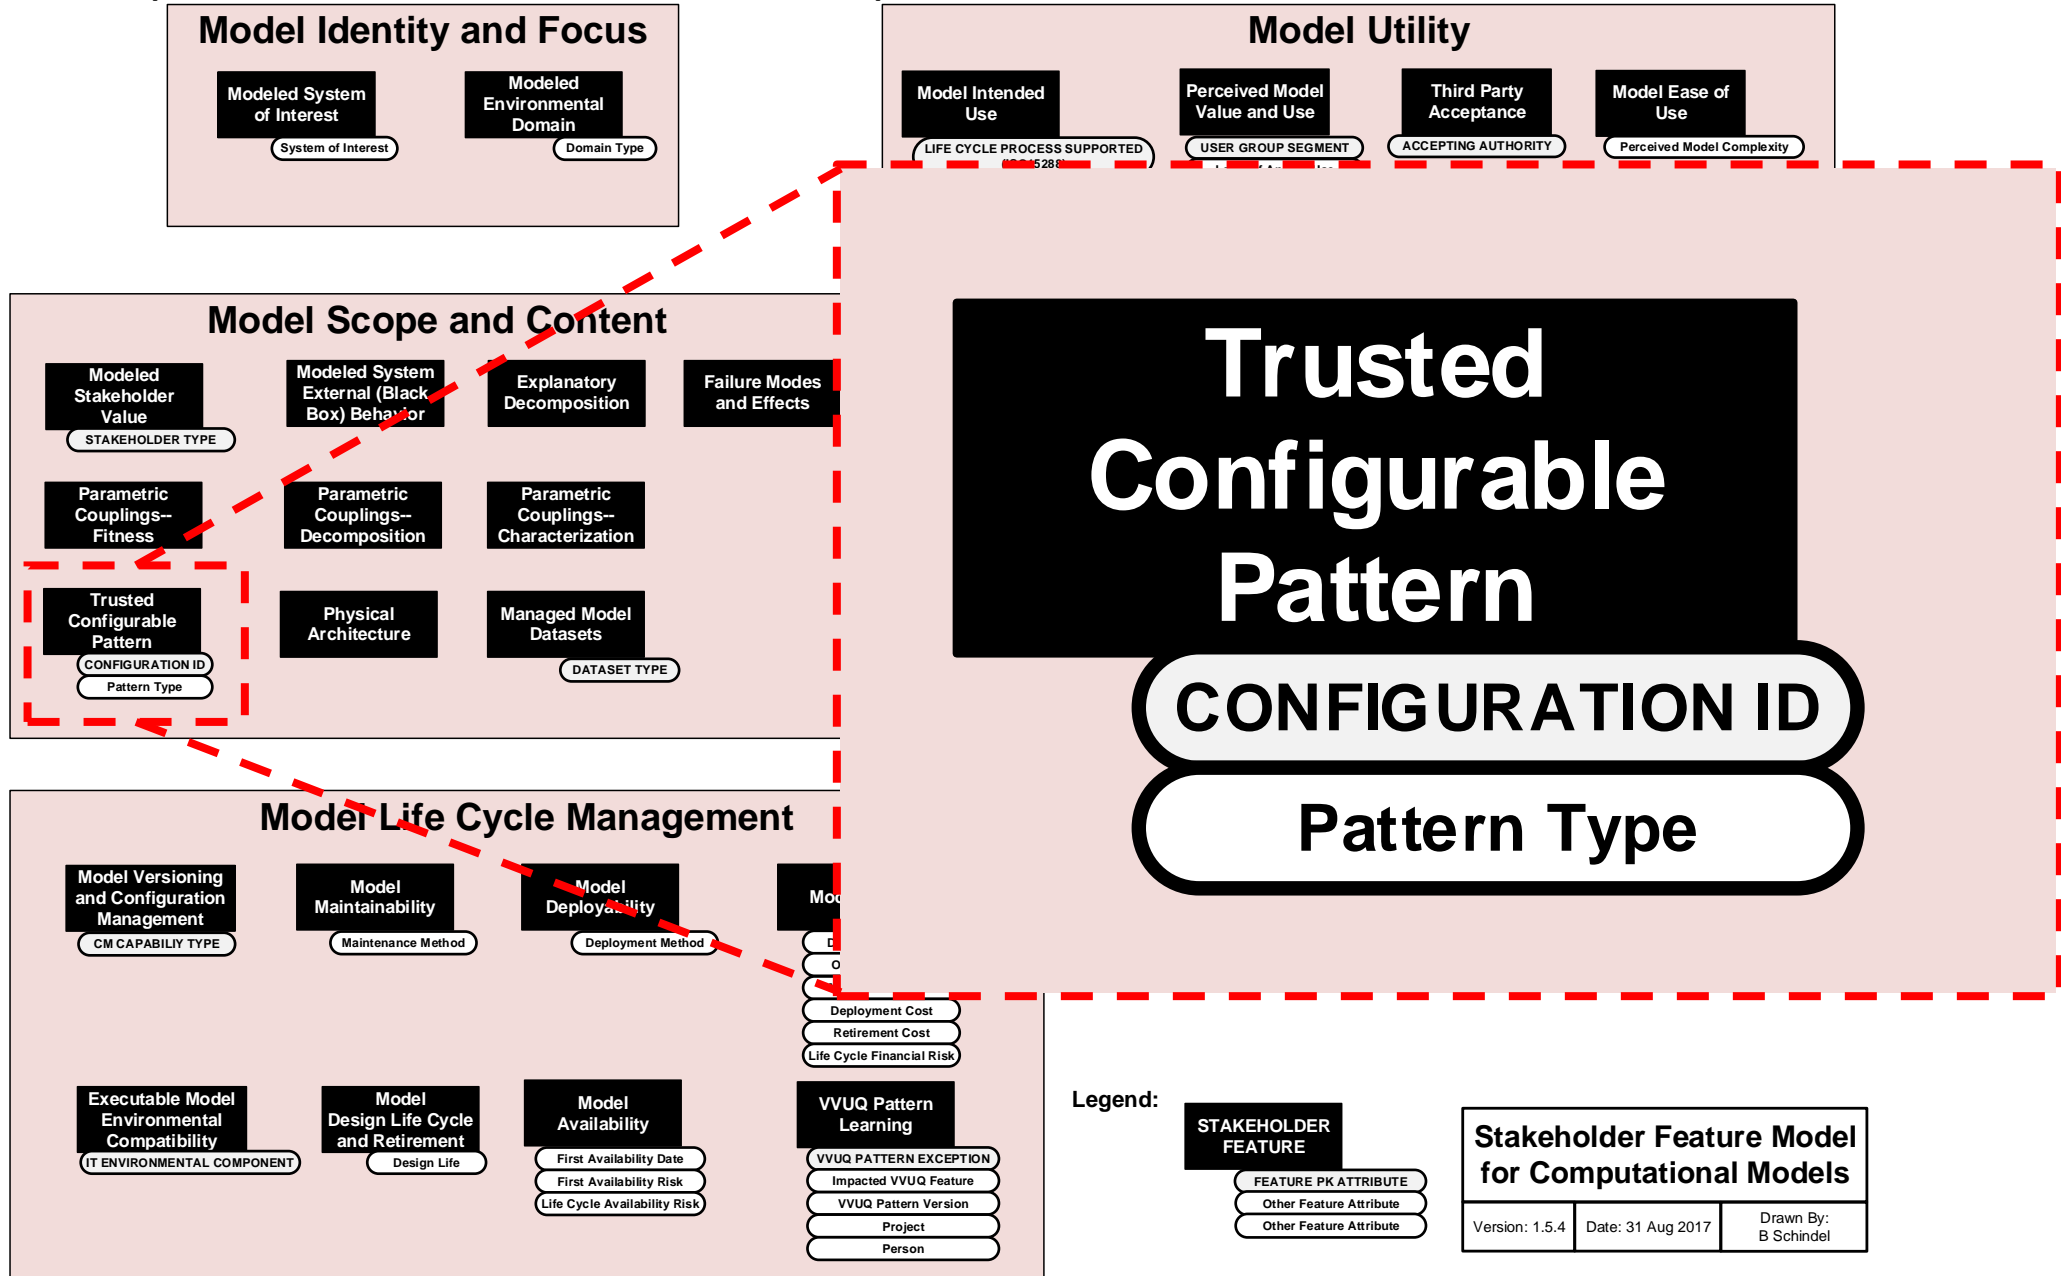 Model Identity and Focus
Modeled System
of Interest
System of Interest
Modeled
Environmental
Domain
Domain Type
Model Utility
Model Intended
Use
LIFE CYCLE PROCESS SUPPORTED
Perceived Model
Value and Use
USER GROUP SEGMENT
Third Party
Acceptance
ACCEPTING AUTHORITY
Model Ease of
Use
Perceived Model Complexity
Model Scope and Content
Modeled
Stakeholder
Value
STAKEHOLDER TYPE
Modeled System
External (Black
Box) Behavior
Explanatory
Decomposition
Failure Modes
and Effects
Parametric
Couplings--
Fitness
Parametric
Couplings--
Decomposition
Parametric
Couplings--
Characterization
Trusted
Configurable
Pattern
CONFIGURATION ID
Pattern Type
Physical
Architecture
Managed Model
Datasets
DATASET TYPE
Trusted
Configurable
Pattern
CONFIGURATION ID
Pattern Type
Model Life Cycle Management
Model Versioning
and Configuration
Management
CM CAPABILIY TYPE
Model
Maintainability
Maintenance Method
Model
Deployability
Deployment Method
Deployment Cost
Retirement Cost
Life Cycle Financial Risk
Executable Model
Environmental
Compatibility
IT ENVIRONMENTAL COMPONENT
Model
Design Life Cycle
and Retirement
Design Life
Model
Availability
First Availability Date
First Availability Risk
Life Cycle Availability Risk
VVUQ Pattern
Learning
VVUQ PATTERN EXCEPTION
Impacted VVUQ Feature
VVUQ Pattern Version
Project
Person
Legend:
STAKEHOLDER
FEATURE
FEATURE PK ATTRIBUTE
Other Feature Attribute
Other Feature Attribute
Stakeholder Feature Model
for Computational Models
Version: 1.5.4
Date: 31 Aug 2017
Drawn By:
B Schindel